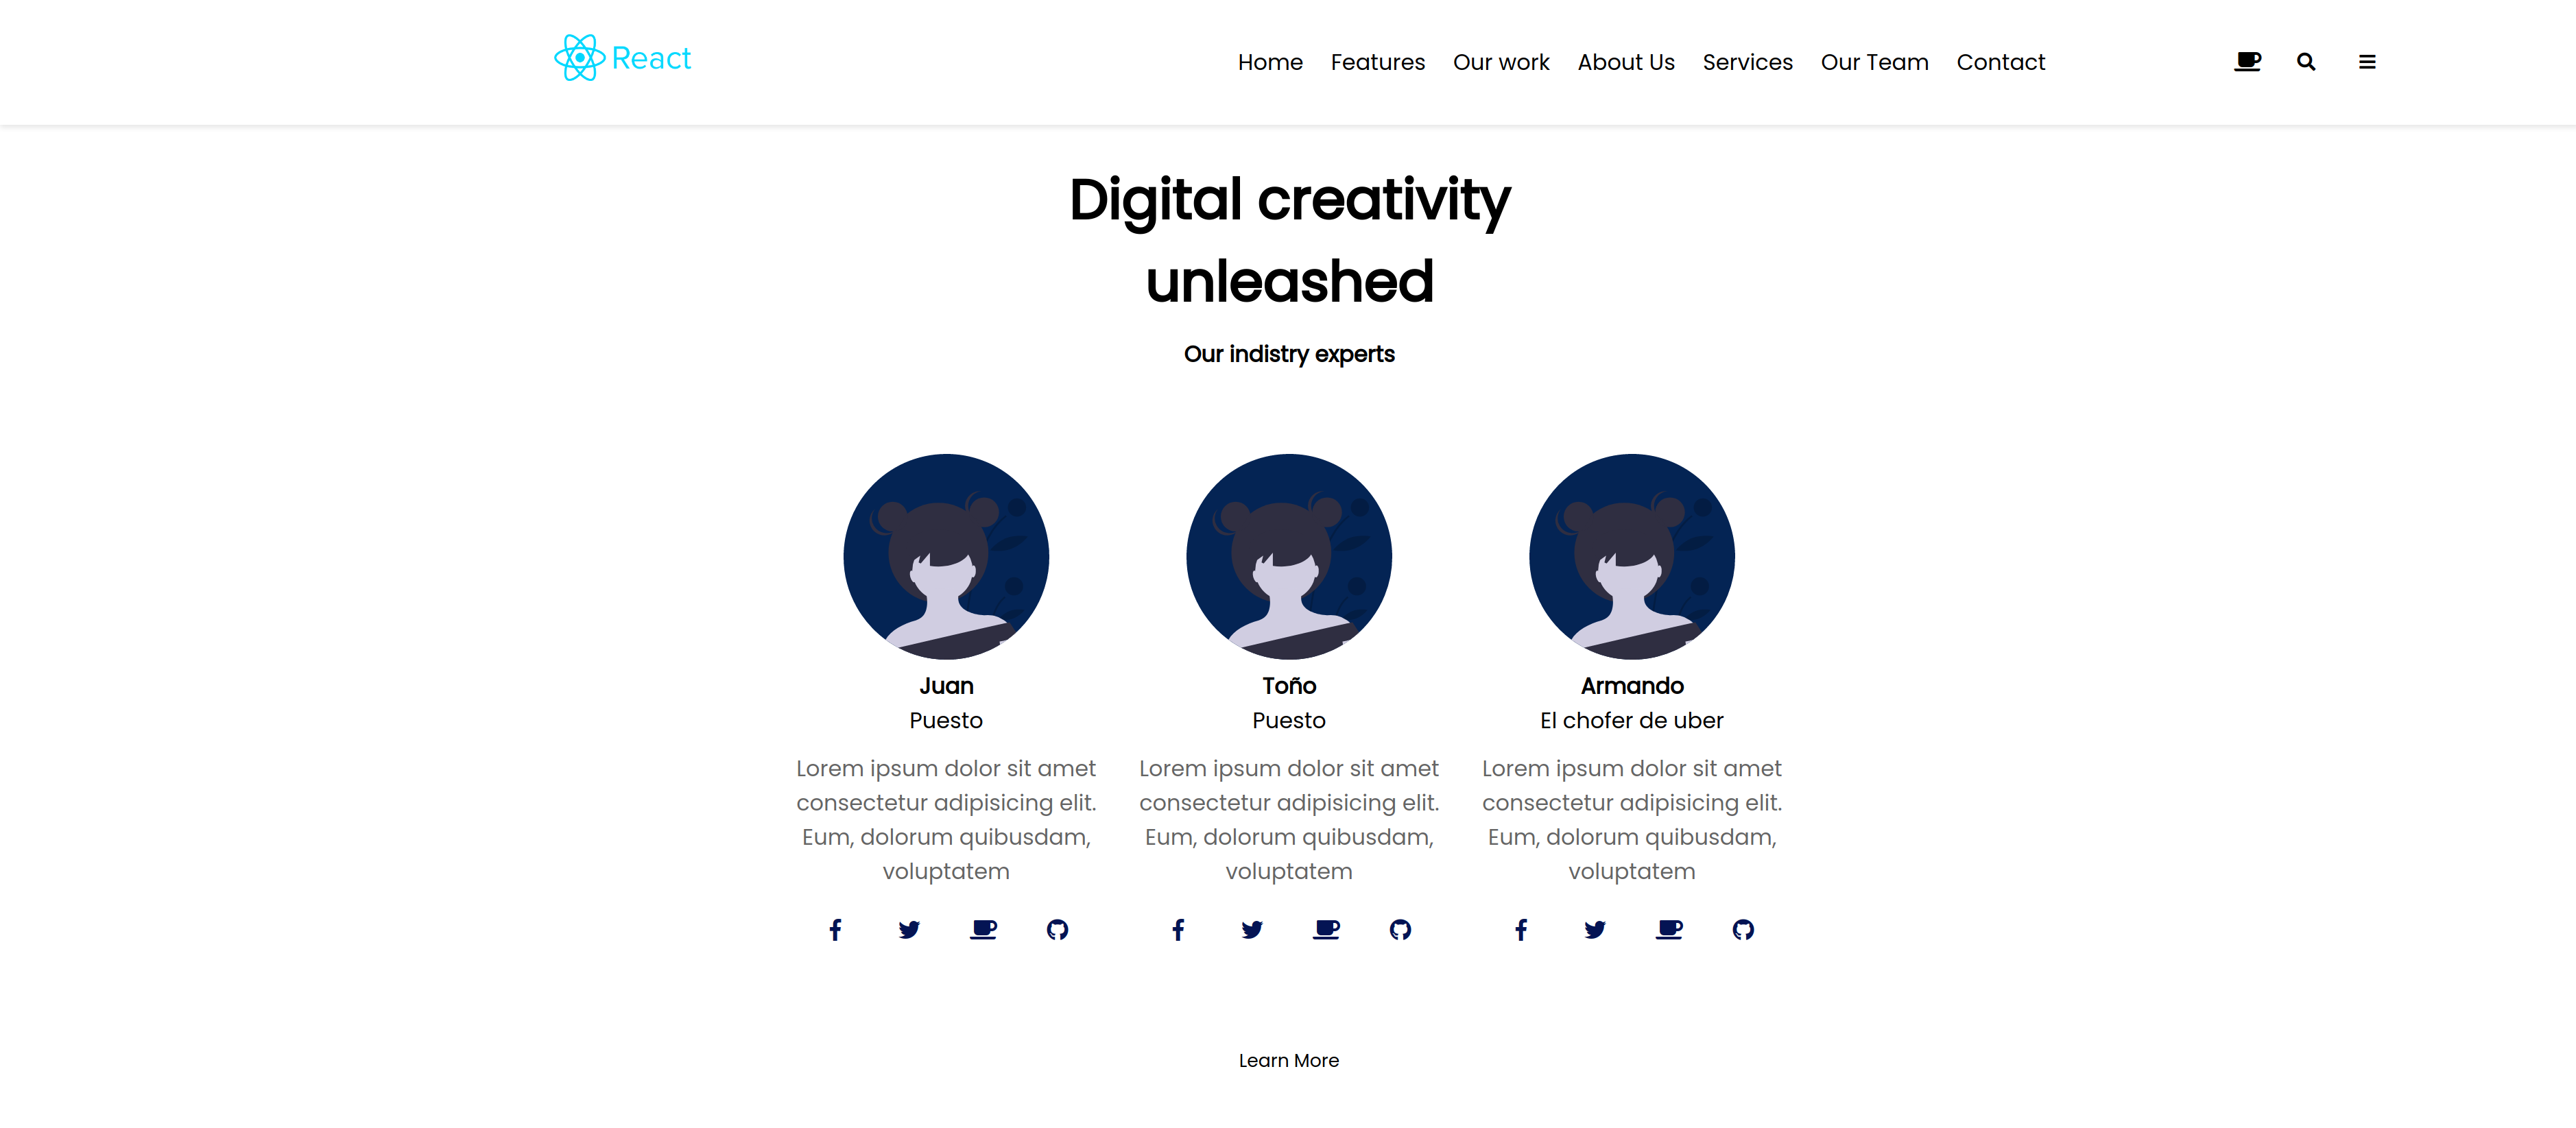 React
Home Features Our work About Us Services Our Team Contact
Digital creativity
unleashed
Our indistry experts
Juan
Puesto
Lorem ipsum dolor sit amet
consectetur adipisicing elit.
Eum, dolorum quibusdam,
voluptatem
Toño
Puesto
Lorem ipsum dolor sit amet
consectetur adipisicing elit.
Eum, dolorum quibusdam,
voluptatem
Armando
El chofer de uber
Lorem ipsum dolor sit amet
consectetur adipisicing elit.
Eum, dolorum quibusdam,
voluptatem
Learn More